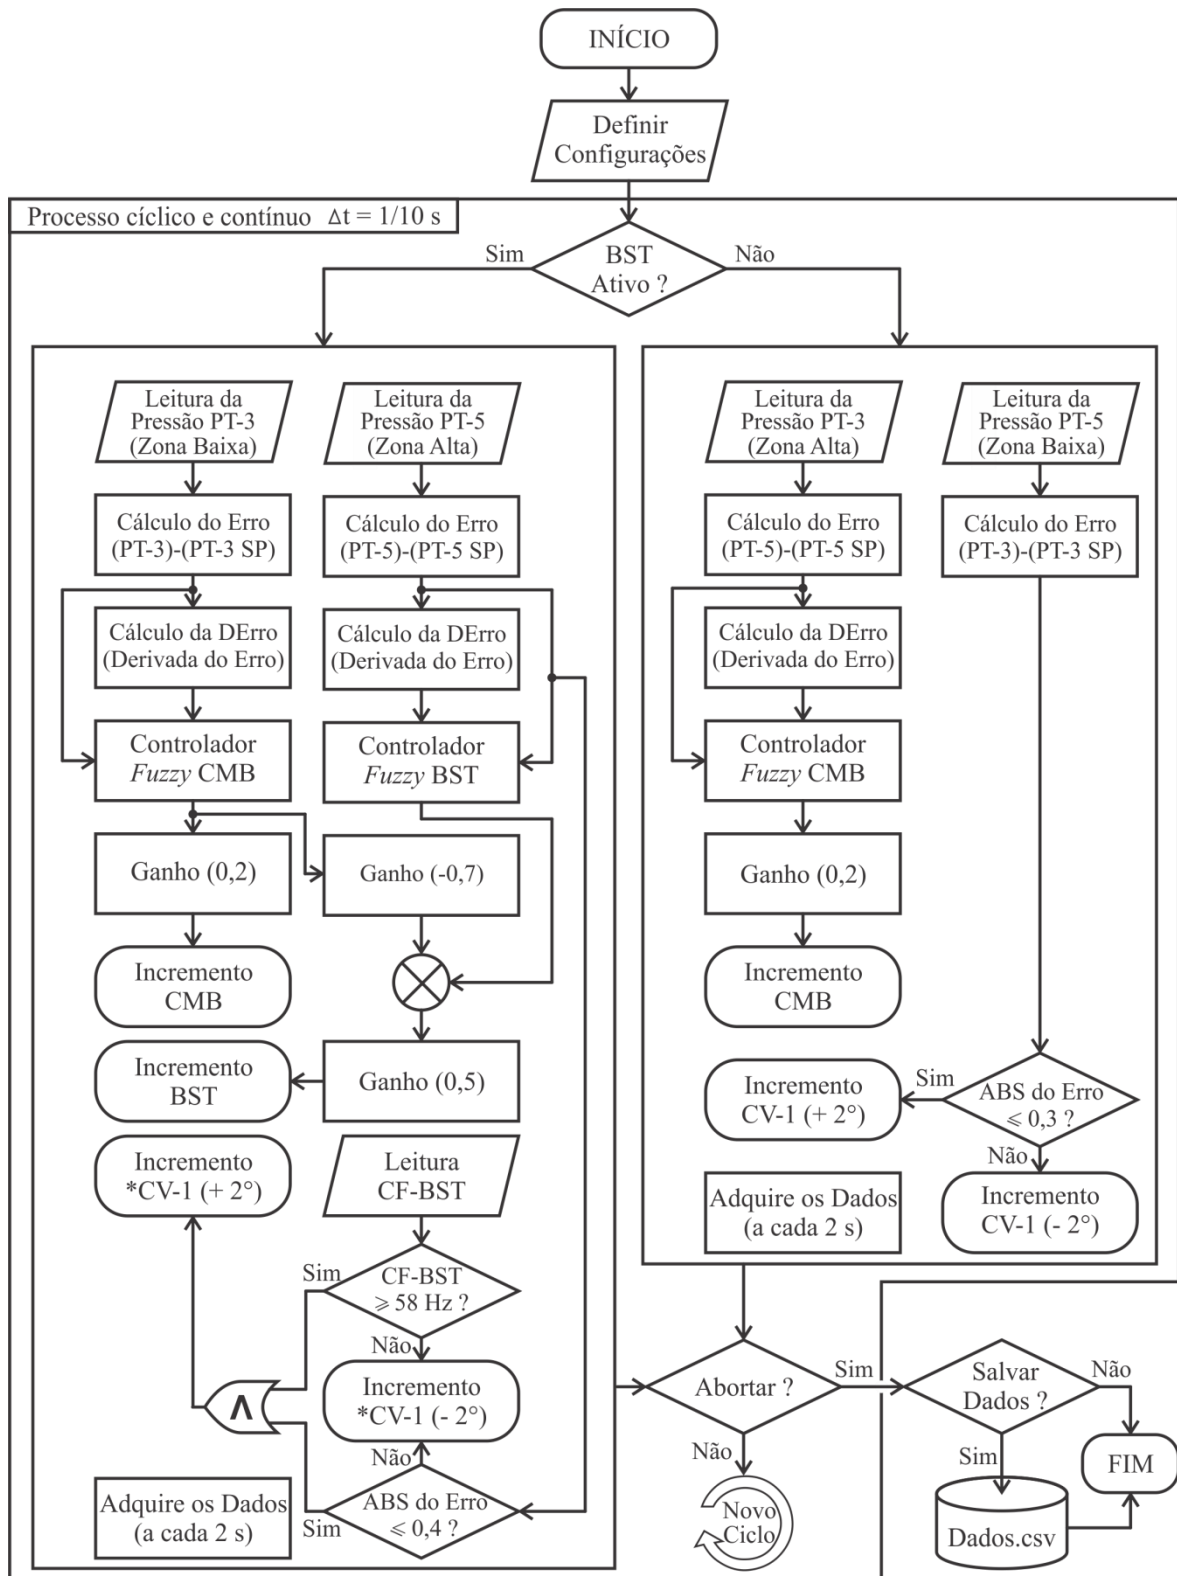 INÍCIO
Definir
Configurações
Processo cíclico e contínuo Δt = 1/10 s
BST
Ativo ?
Sim
Não
Leitura da
Pressão PT-3
(Zona Baixa)
Cálculo do Erro
(PT-3)-(PT-3 SP)
Cálculo da DErro
(Derivada do Erro)
Controlador
Fuzzy CMB
Ganho (0,2)
Incremento
CMB
Leitura da
Pressão PT-5
(Zona Alta)
Cálculo do Erro
(PT-5)-(PT-5 SP)
Cálculo da DErro
(Derivada do Erro)
Controlador
Fuzzy BST
Ganho (-0,7)
Ganho (0,5)
Incremento
BST
Incremento
*CV-1 (+ 2°)
Leitura
CF-BST
CF-BST
⩾ 58 Hz ?
Sim
Não
Incremento
*CV-1 (- 2°)
Não
ABS do Erro
⩽ 0,4 ?
Sim
∧
Adquire os Dados
(a cada 2 s)
Leitura da
Pressão PT-3
(Zona Alta)
Cálculo do Erro
(PT-5)-(PT-5 SP)
Cálculo da DErro
(Derivada do Erro)
Controlador
Fuzzy CMB
Ganho (0,2)
Incremento
CMB
Leitura da
Pressão PT-5
(Zona Baixa)
Cálculo do Erro
(PT-3)-(PT-3 SP)
ABS do Erro
⩽ 0,3 ?
Sim
Incremento
CV-1 (+ 2°)
Não
Incremento
CV-1 (- 2°)
Adquire os Dados
(a cada 2 s)
Abortar ?
Sim
Não
Novo
Ciclo
Salvar
Dados ?
Não
Sim
FIM
Dados.csv